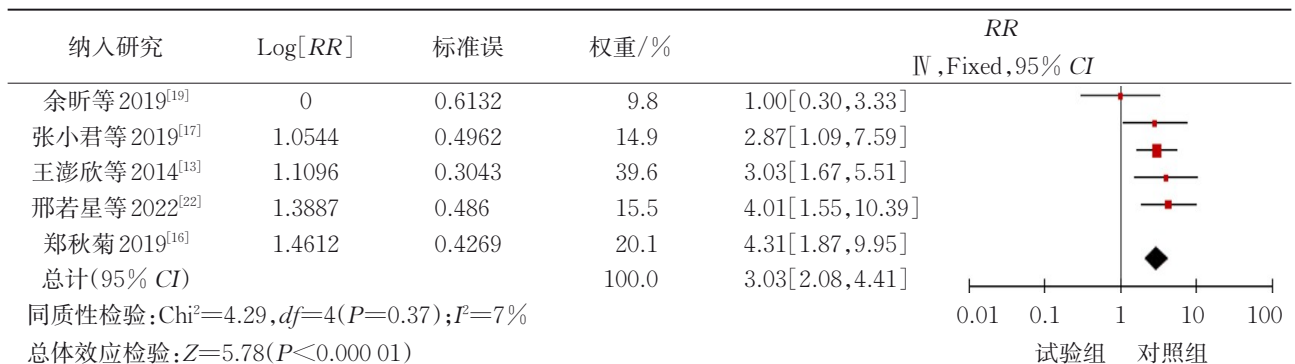 纳入研究 Log[RR] 标准误 权重/% RR
Ⅳ,Fixed,95% CI
余昕等2019[19] 0 0.6132 9.8 1.00[0.30,3.33]
张小君等2019[17] 1.0544 0.4962 14.9 2.87[1.09,7.59]
王澎欣等2014[13] 1.1096 0.3043 39.6 3.03[1.67,5.51]
邢若星等2022[22] 1.3887 0.486 15.5 4.01[1.55,10.39]
郑秋菊2019[16] 1.4612 0.4269 20.1 4.31[1.87,9.95]
总计(95% CI) 100.0 3.03[2.08,4.41]
同质性检验:Chi²=4.29,df=4(P=0.37);I²=7%
0.01 0.1 1 10 100
总体效应检验:Z=5.78(P<0.000 01) 试验组 对照组